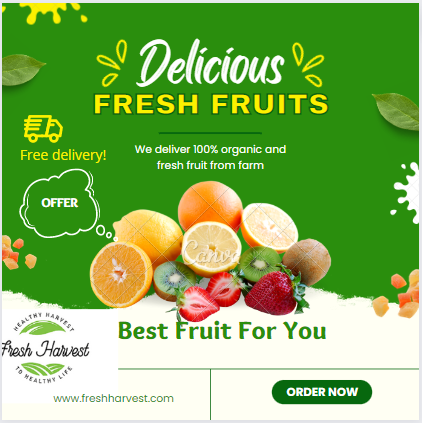 Delicious
FRESH FRUITS
We deliver 100% organic and
fresh fruit from farm
Free delivery!
OFFER
Canva
Best Fruit For You
HEALTHY HARVEST
Fresh Harvest
TO HEALTHY LIFE
www.freshharvest.com
ORDER NOW